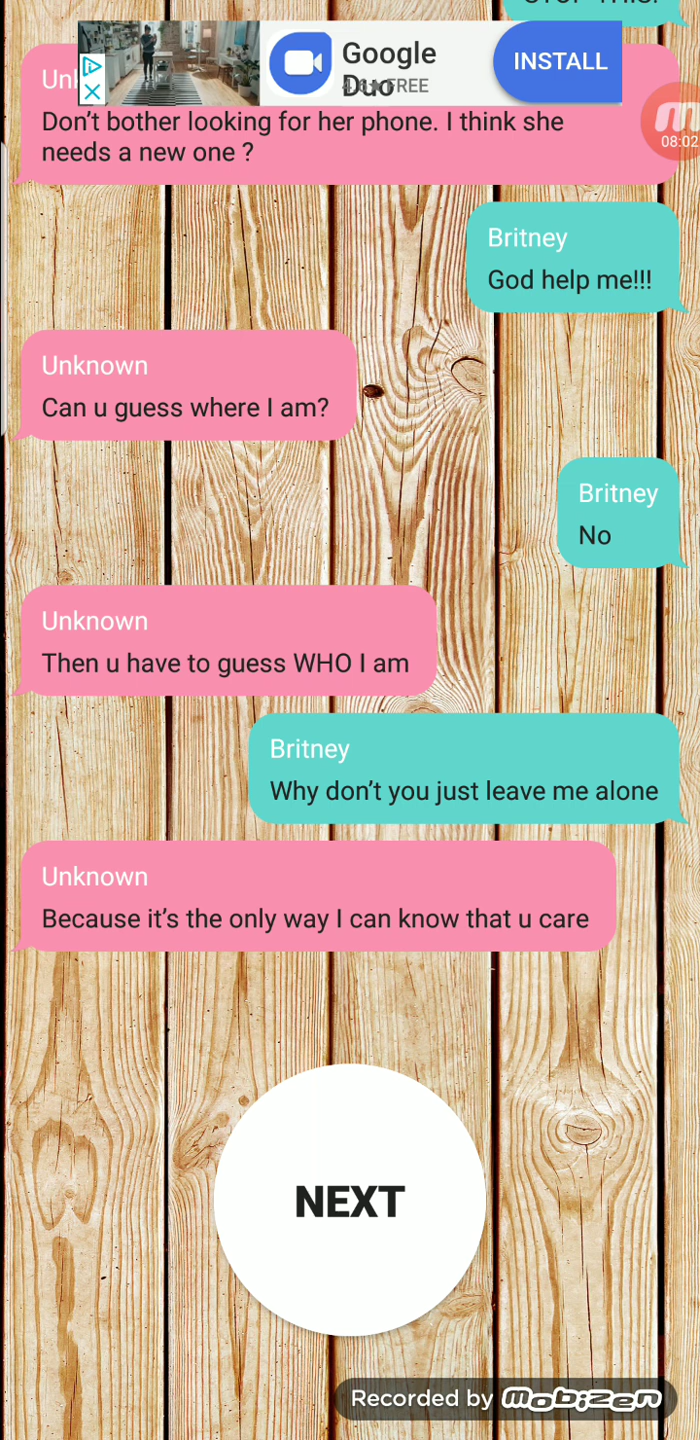 STOP THIS!
Google
Duo
FREE
INSTALL
08:02
Don't bother looking for her phone. I think she
needs a new one ?
Britney
God help me!!!
Unknown
Can u guess where I am?
Britney
No
Unknown
Then u have to guess WHO I am
Britney
Why don't you just leave me alone
Unknown
Because it's the only way I can know that u care
NEXT
Recorded by mobizen